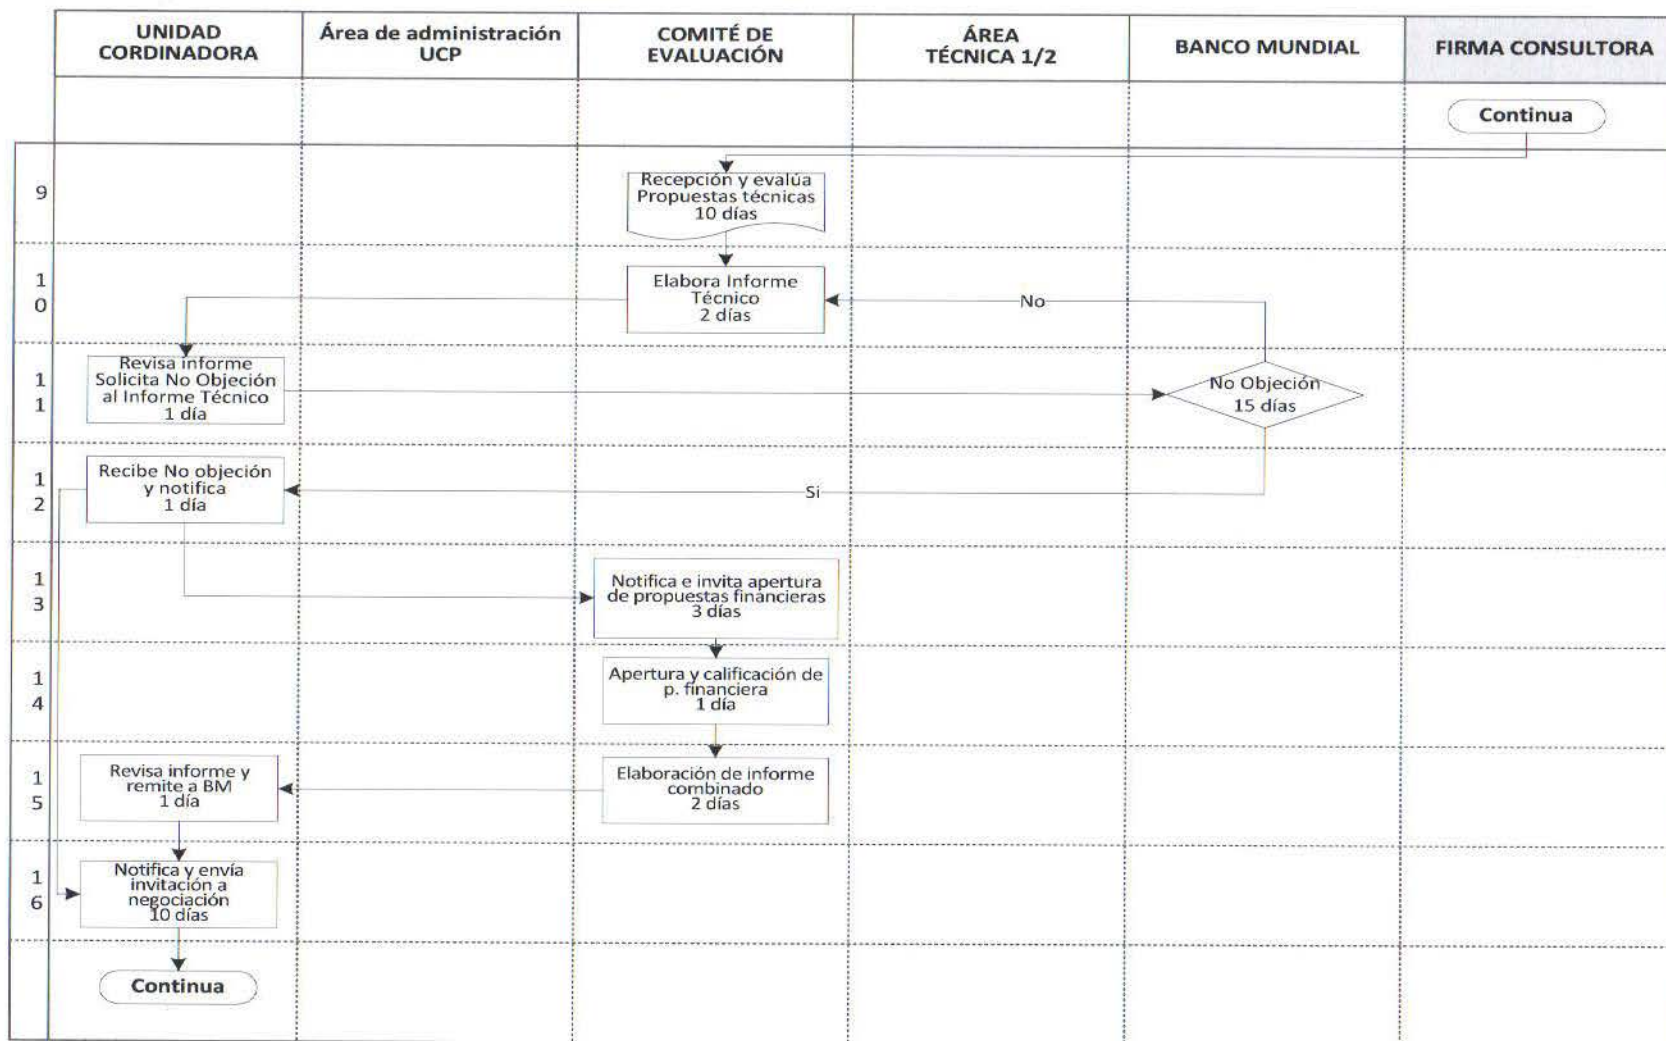 UNIDAD
CORDINADORA
Área de administración
UCP
COMITÉ DE
EVALUACIÓN
ÁREA
TÉCNICA 1/2
BANCO MUNDIAL
FIRMA CONSULTORA
Continua
9
Recepción y evalúa
Propuestas técnicas
10 días
1
0
Elabora Informe
Técnico
2 días
No
1
1
Revisa informe
Solicita No Objeción
al Informe Técnico
1 día
No Objeción
15 días
1
2
Recibe No objeción
y notifica
1 día
Si
1
3
Notifica e invita apertura
de propuestas financieras
3 días
1
4
Apertura y calificación de
p. financiera
1 día
1
5
Revisa informe y
remite a BM
1 día
Elaboración de informe
combinado
2 días
1
6
Notifica y envía
invitación a
negociación
10 días
Continua